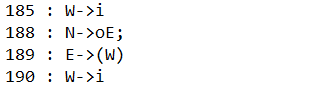 185 : W->i
188 : N->oE;
189 : E->(W)
190 : W->i